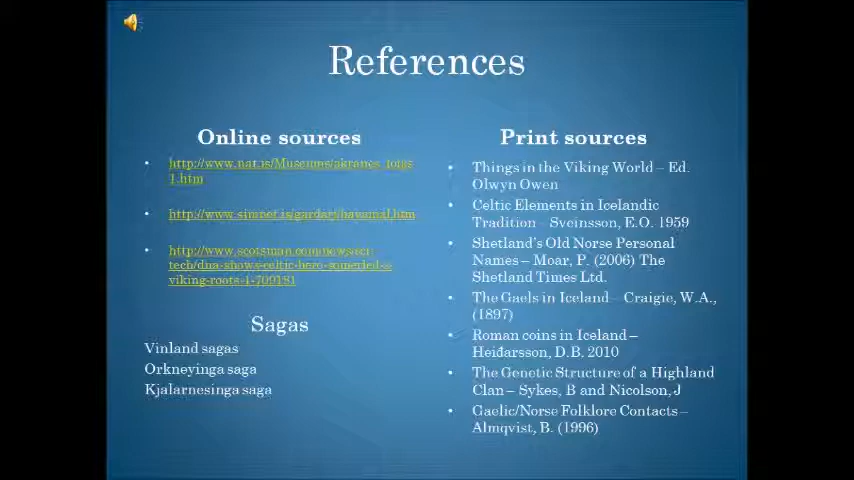 References
Online sources
http://www.nat.is/Museums/akranes_folks
1.htm
http://www.simnet.is/gardarj/havamal.htm
http://www.scotsman.com/news/sci-
tech/dna-shows-celtic-hero-somerled-s-
viking-roots-1-709181
Sagas
Vinland sagas
Orkneyinga saga
Kjalarnesinga saga
Print sources
Things in the Viking World – Ed.
Olwyn Owen
Celtic Elements in Icelandic
Tradition – Sveinsson, E.O. 1959
Shetland's Old Norse Personal
Names – Moar, P. (2006) The
Shetland Times Ltd.
The Gaels in Iceland – Craigie, W.A.,
(1897)
Roman coins in Iceland –
Heiðarsson, D.B. 2010
The Genetic Structure of a Highland
Clan – Sykes, B and Nicolson, J
Gaelic/Norse Folklore Contacts –
Almqvist, B. (1996)